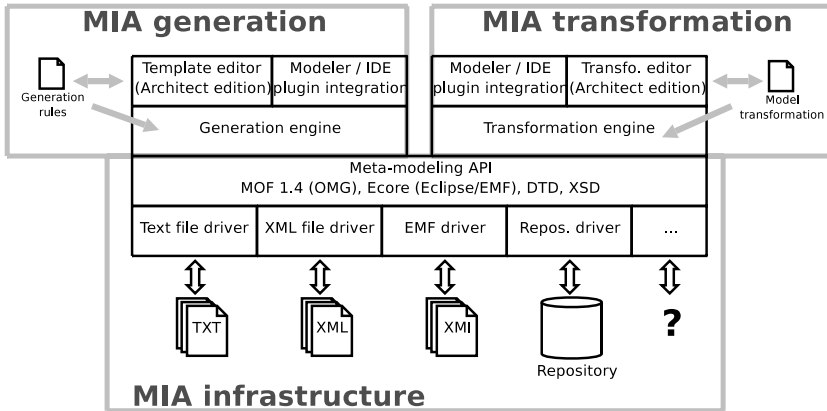 MIA generation
MIA transformation
Template editor
(Architect edition)
Modeler / IDE
plugin integration
Modeler / IDE
plugin integration
Transfo. editor
(Architect edition)
Generation
rules
Model
transformation
Generation engine
Transformation engine
Meta-modeling API
MOF 1.4 (OMG), Ecore (Eclipse/EMF), DTD, XSD
Text file driver
XML file driver
EMF driver
Repos. driver
...
TXT
XML
XMI
?
Repository
MIA infrastructure